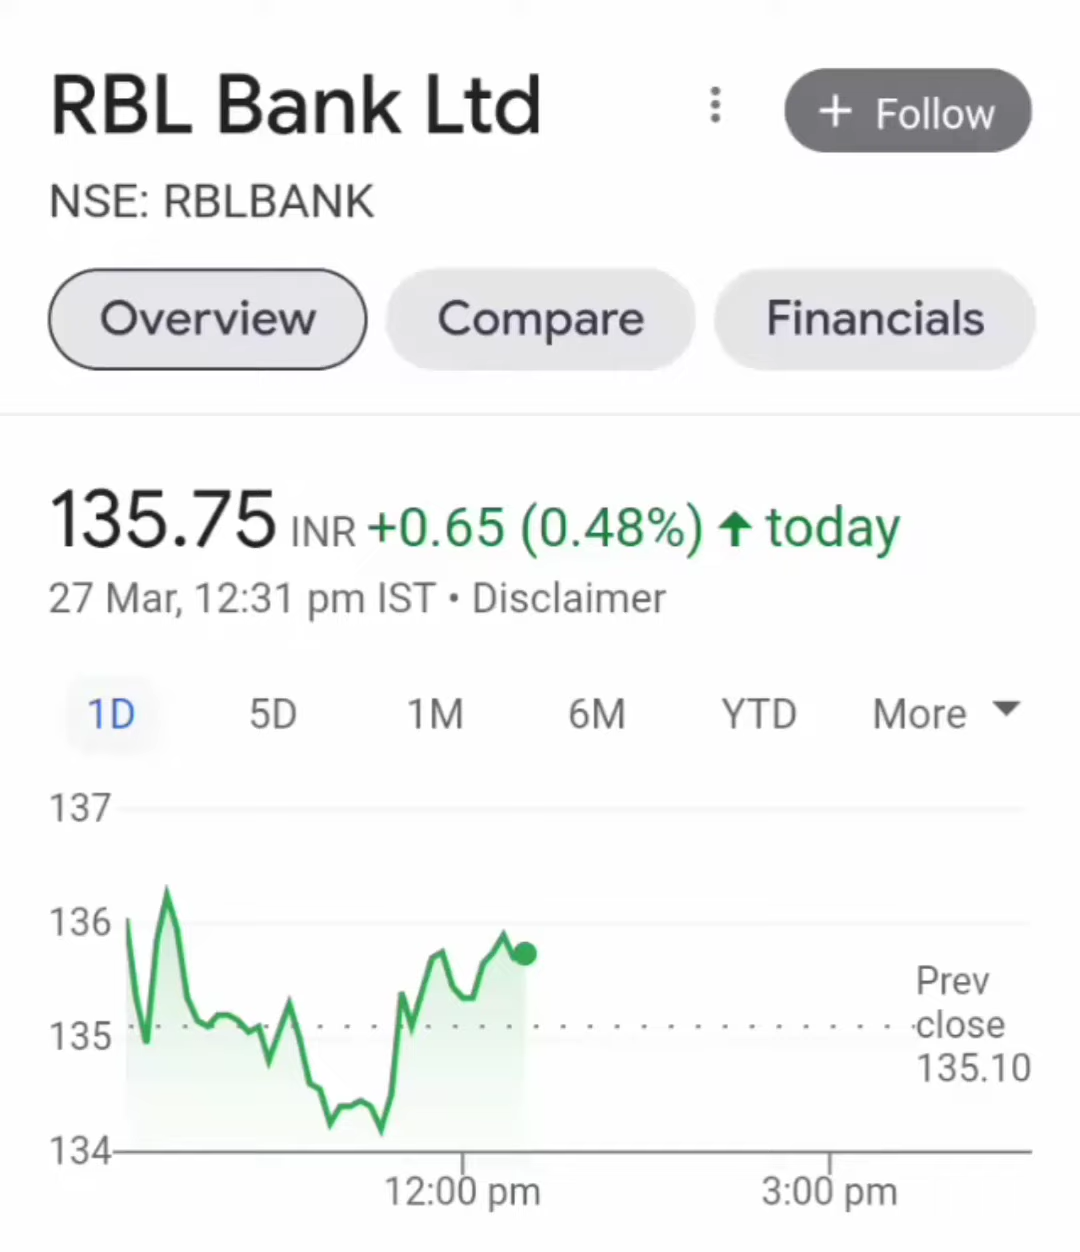 RBL Bank Ltd
+ Follow
NSE: RBLBANK
Overview Compare Financials
135.75 INR +0.65 (0.48%) ↑ today
27 Mar, 12:31 pm IST • Disclaimer
1D 5D 1M 6M YTD More
137
136
135
134
Prev
close
135.10
12:00 pm 3:00 pm